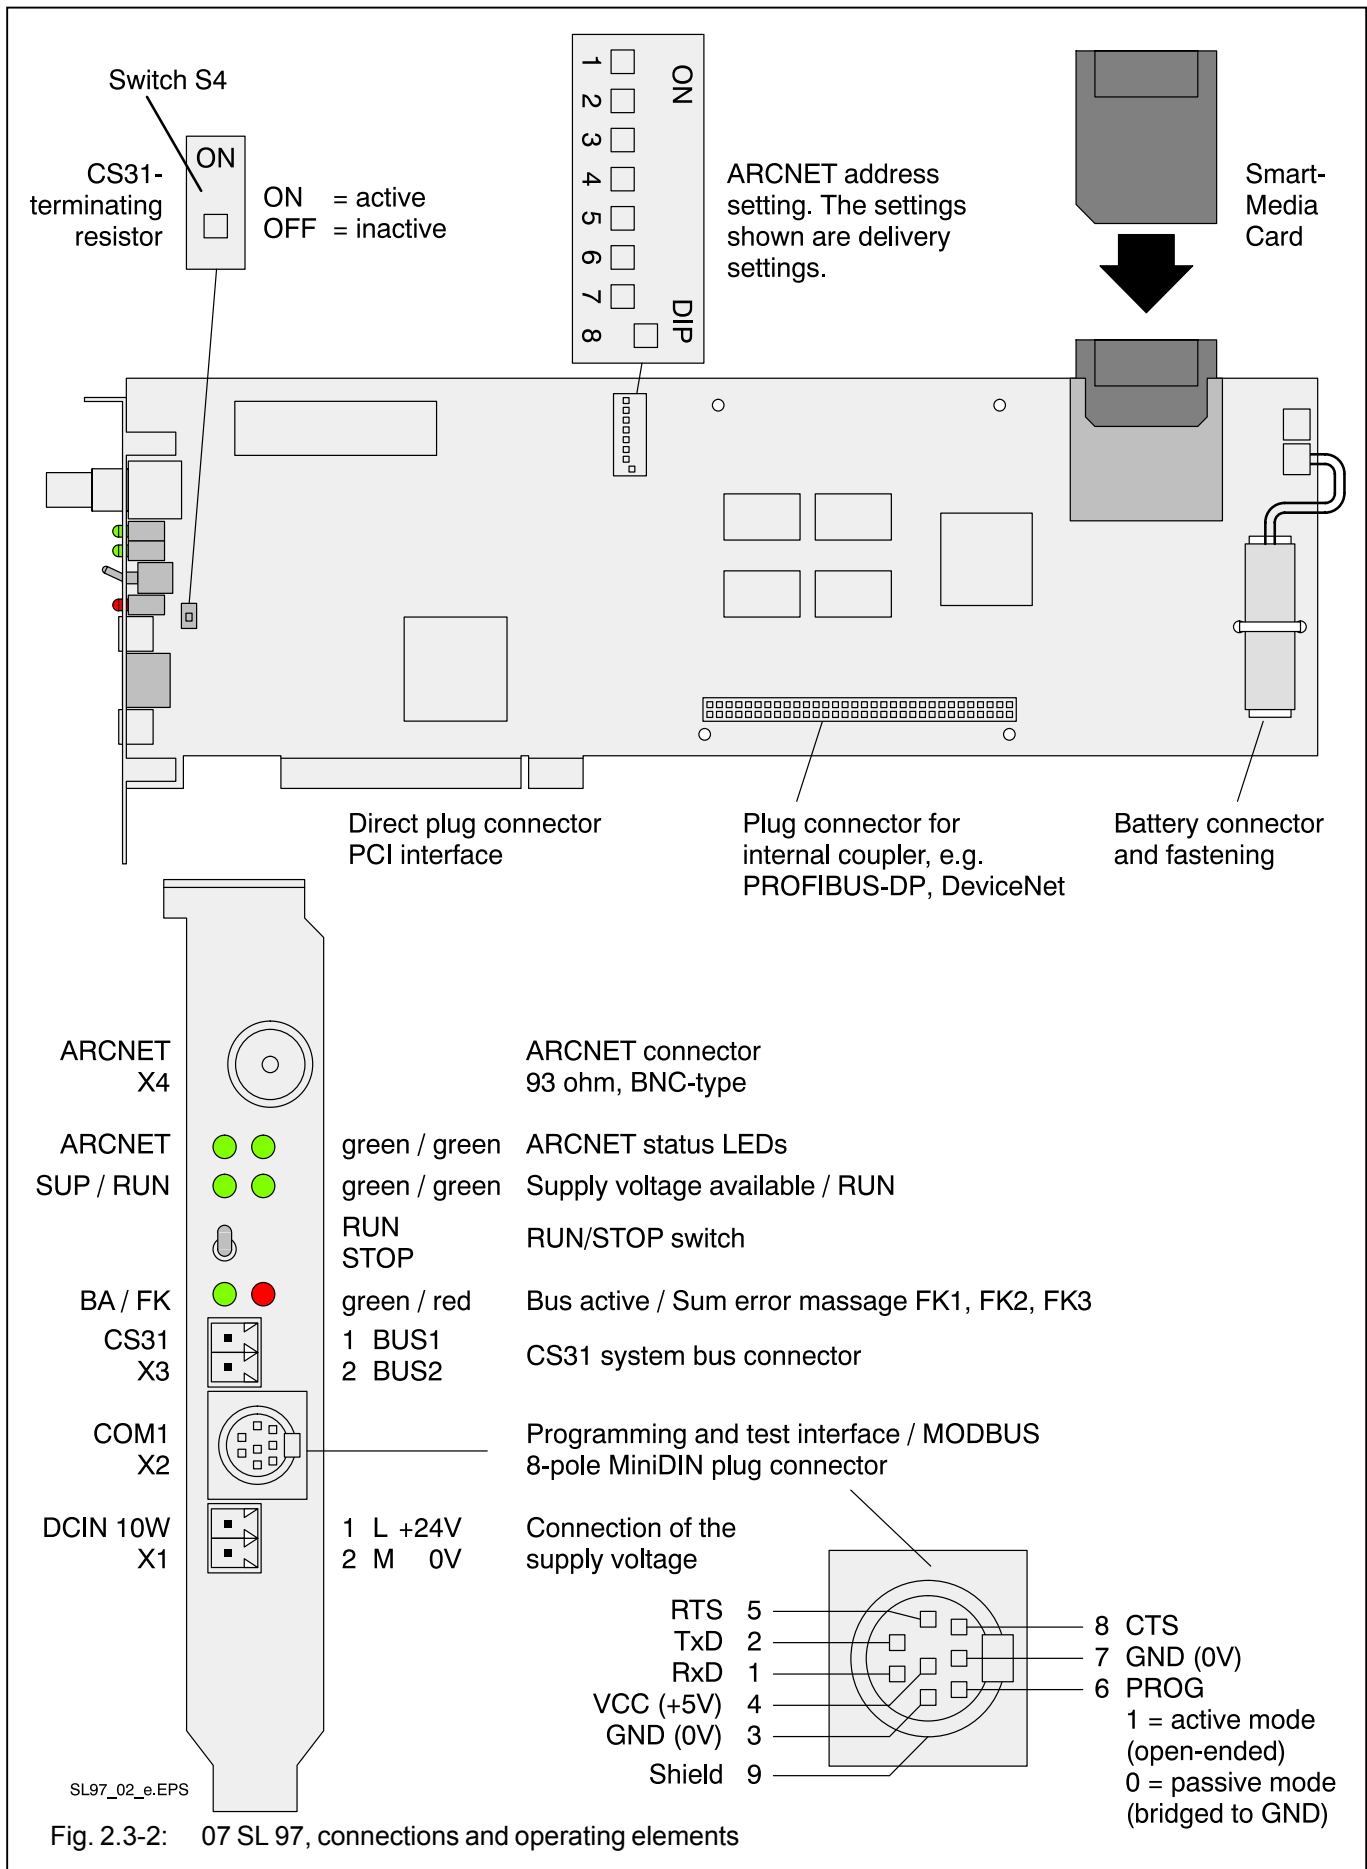 Switch S4
ON
CS31-
terminating
resistor
ON = active
OFF = inactive
1
2
3
4
5
6
7
8
ON
DIP
ARCNET address
setting. The settings
shown are delivery
settings.
Smart-
Media
Card
Direct plug connector
PCI interface
Plug connector for
internal coupler, e.g.
PROFIBUS-DP, DeviceNet
Battery connector
and fastening
ARCNET
X4
ARCNET connector
93 ohm, BNC-type
ARCNET green / green ARCNET status LEDs
SUP / RUN green / green Supply voltage available / RUN
RUN
STOP
RUN/STOP switch
BA / FK green / red Bus active / Sum error massage FK1, FK2, FK3
CS31
X3
1 BUS1
2 BUS2
CS31 system bus connector
COM1
X2
Programming and test interface / MODBUS
8-pole MiniDIN plug connector
DCIN 10W
X1
1 L +24V
2 M 0V
Connection of the
supply voltage
RTS 5
TxD 2
RxD 1
VCC (+5V) 4
GND (0V) 3
Shield 9
8 CTS
7 GND (0V)
6 PROG
1 = active mode
(open-ended)
0 = passive mode
(bridged to GND)
SL97_02_e.EPS
Fig. 2.3-2: 07 SL 97, connections and operating elements